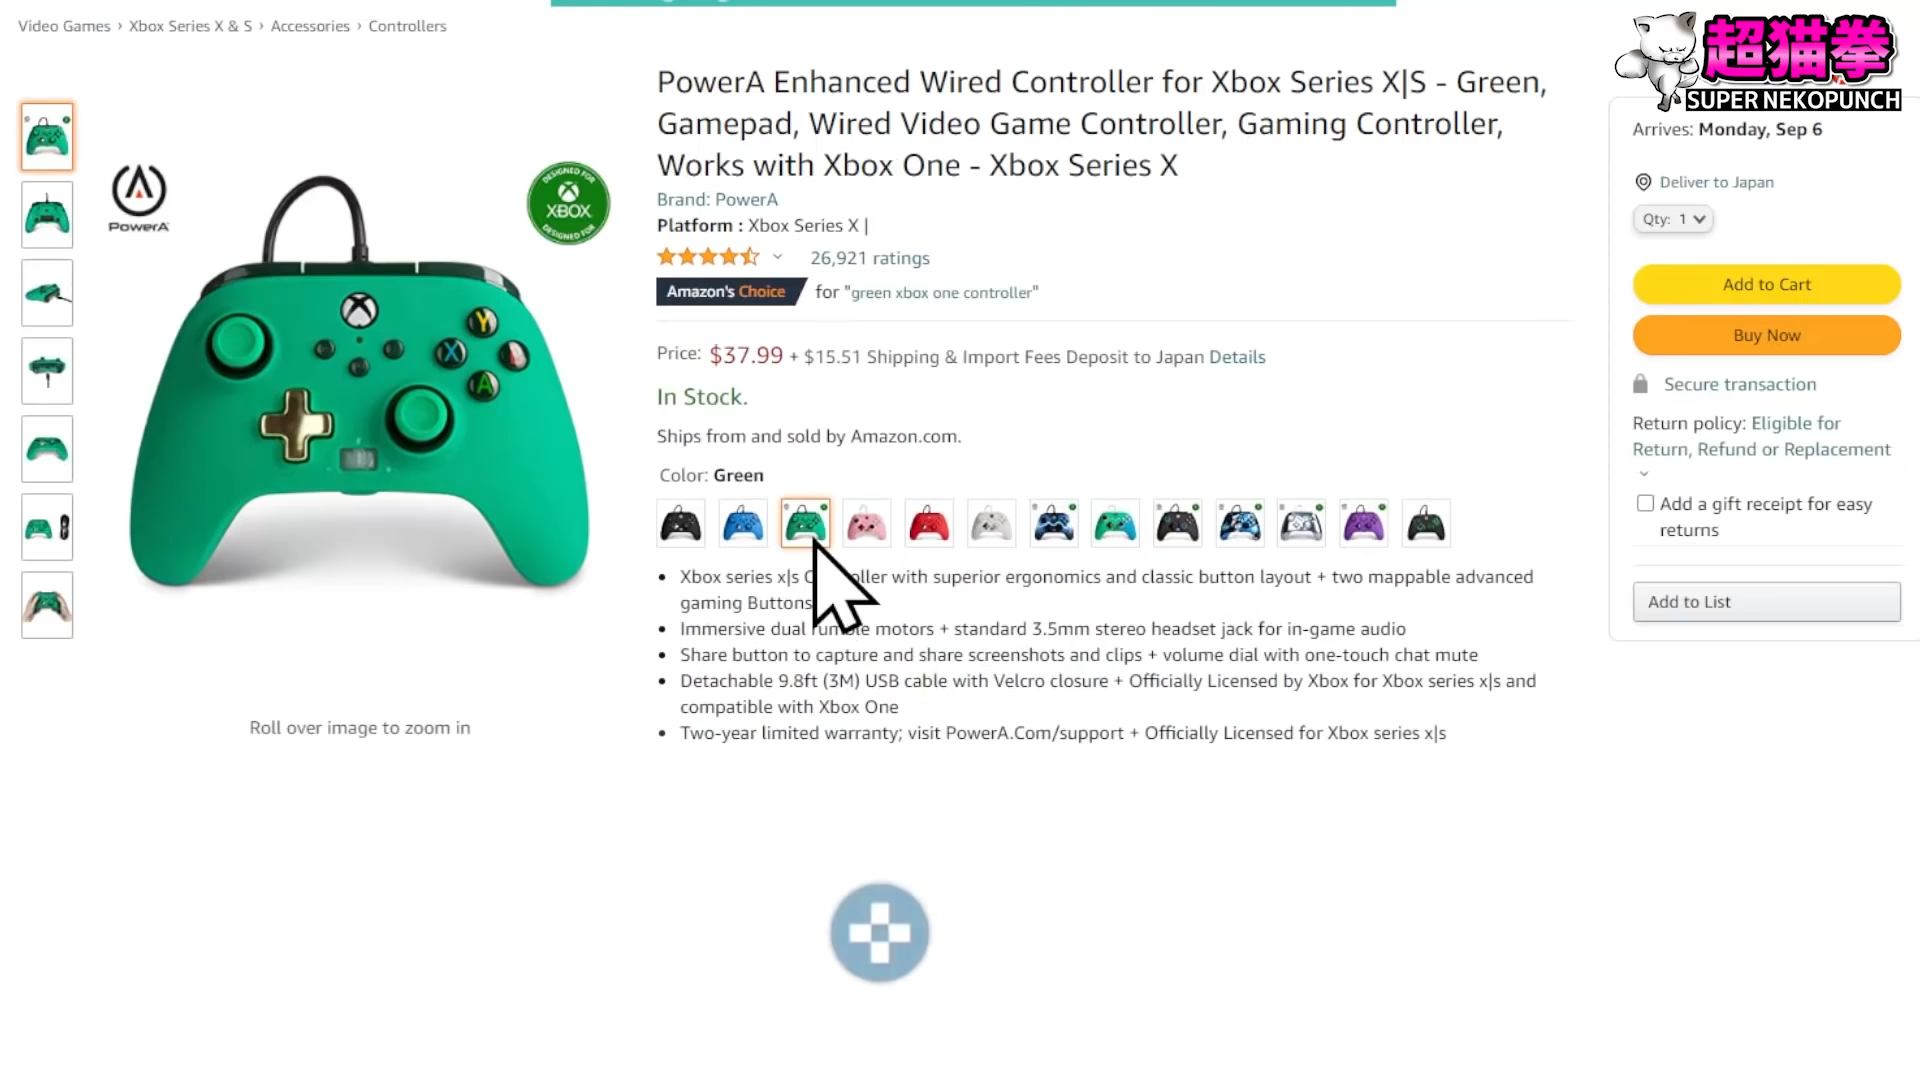 Video Games › Xbox Series X & S › Accessories › Controllers
超猫拳
SUPER NEKOPUNCH
PowerA
DESIGNED FOR
XBOX
DESIGNED FOR
Y
X
A
PowerA Enhanced Wired Controller for Xbox Series X|S - Green,
Gamepad, Wired Video Game Controller, Gaming Controller,
Works with Xbox One - Xbox Series X
Brand: PowerA
Platform : Xbox Series X |
26,921 ratings
Amazon's Choice for "green xbox one controller"
Price: $37.99 + $15.51 Shipping & Import Fees Deposit to Japan Details
In Stock.
Ships from and sold by Amazon.com.
Color: Green
• Xbox series x|s with superior ergonomics and classic button layout + two mappable advanced
gaming Buttons
• Immersive dual rumble motors + standard 3.5mm stereo headset jack for in-game audio
• Share button to capture and share screenshots and clips + volume dial with one-touch chat mute
• Detachable 9.8ft (3M) USB cable with Velcro closure + Officially Licensed by Xbox for Xbox series x|s and
compatible with Xbox One
• Two-year limited warranty; visit PowerA.Com/support + Officially Licensed for Xbox series x|s
Roll over image to zoom in
Arrives: Monday, Sep 6
Deliver to Japan
Qty: 1
Add to Cart
Buy Now
Secure transaction
Return policy: Eligible for
Return, Refund or Replacement
Add a gift receipt for easy
returns
Add to List